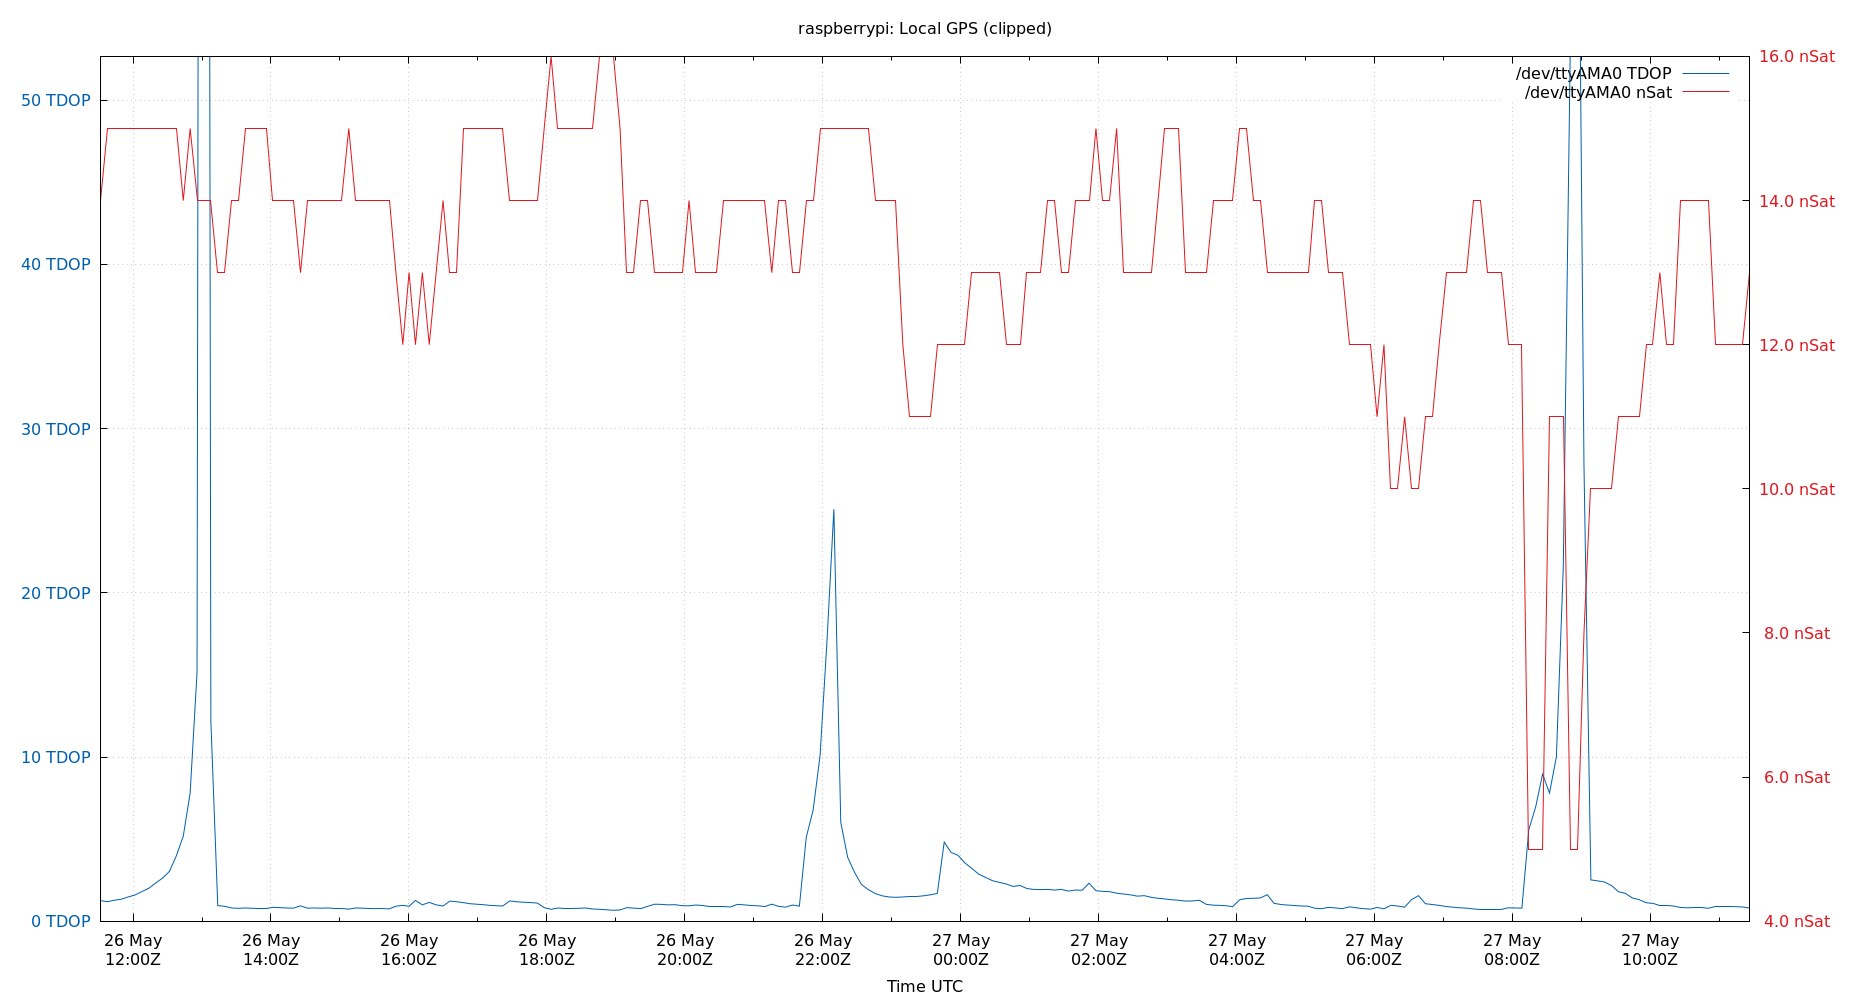 raspberrypi: Local GPS (clipped)
/dev/ttyAMA0 TDOP
/dev/ttyAMA0 nSat
50 TDOP
40 TDOP
30 TDOP
20 TDOP
10 TDOP
0 TDOP
16.0 nSat
14.0 nSat
12.0 nSat
10.0 nSat
8.0 nSat
6.0 nSat
4.0 nSat
26 May
12:00Z
26 May
14:00Z
26 May
16:00Z
26 May
18:00Z
26 May
20:00Z
26 May
22:00Z
27 May
00:00Z
27 May
02:00Z
27 May
04:00Z
27 May
06:00Z
27 May
08:00Z
27 May
10:00Z
Time UTC